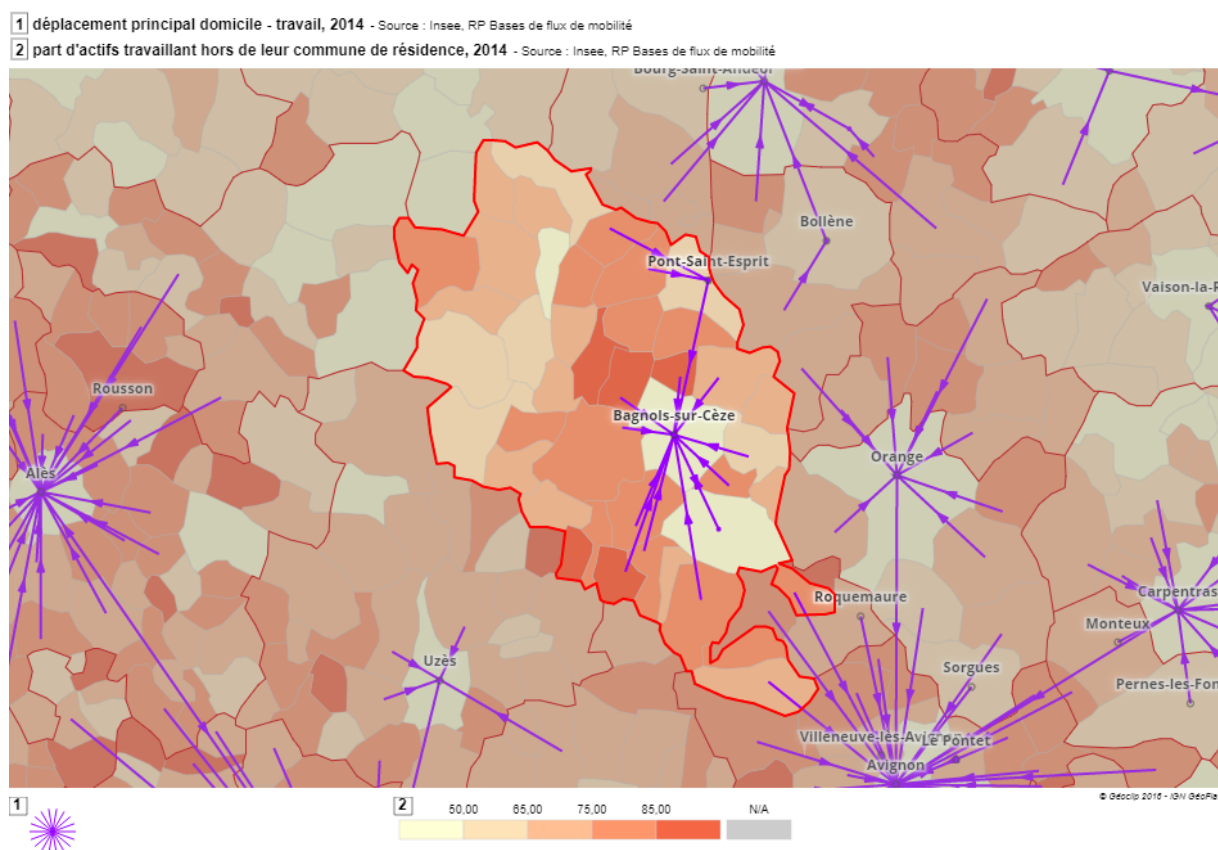 1 déplacement principal domicile - travail, 2014 - Source : Insee, RP Bases de flux de mobilité
2 part d'actifs travaillant hors de leur commune de résidence, 2014 - Source : Insee, RP Bases de flux de mobilité
Bourg-Saint-Andéol
Bollène
Pont-Saint-Esprit
Vaison-la-R
Rousson
Bagnols-sur-Cèze
Orange
Alès
Carpentras
Roquemaure
Monteux
Uzès
Sorgues
Pernes-les-Fon
Villeneuve-lès-Avignon
Le Pontet
Avignon
© Géoclip 2016 - IGN GéoFla
1
2 50,00 65,00 75,00 85,00 N/A